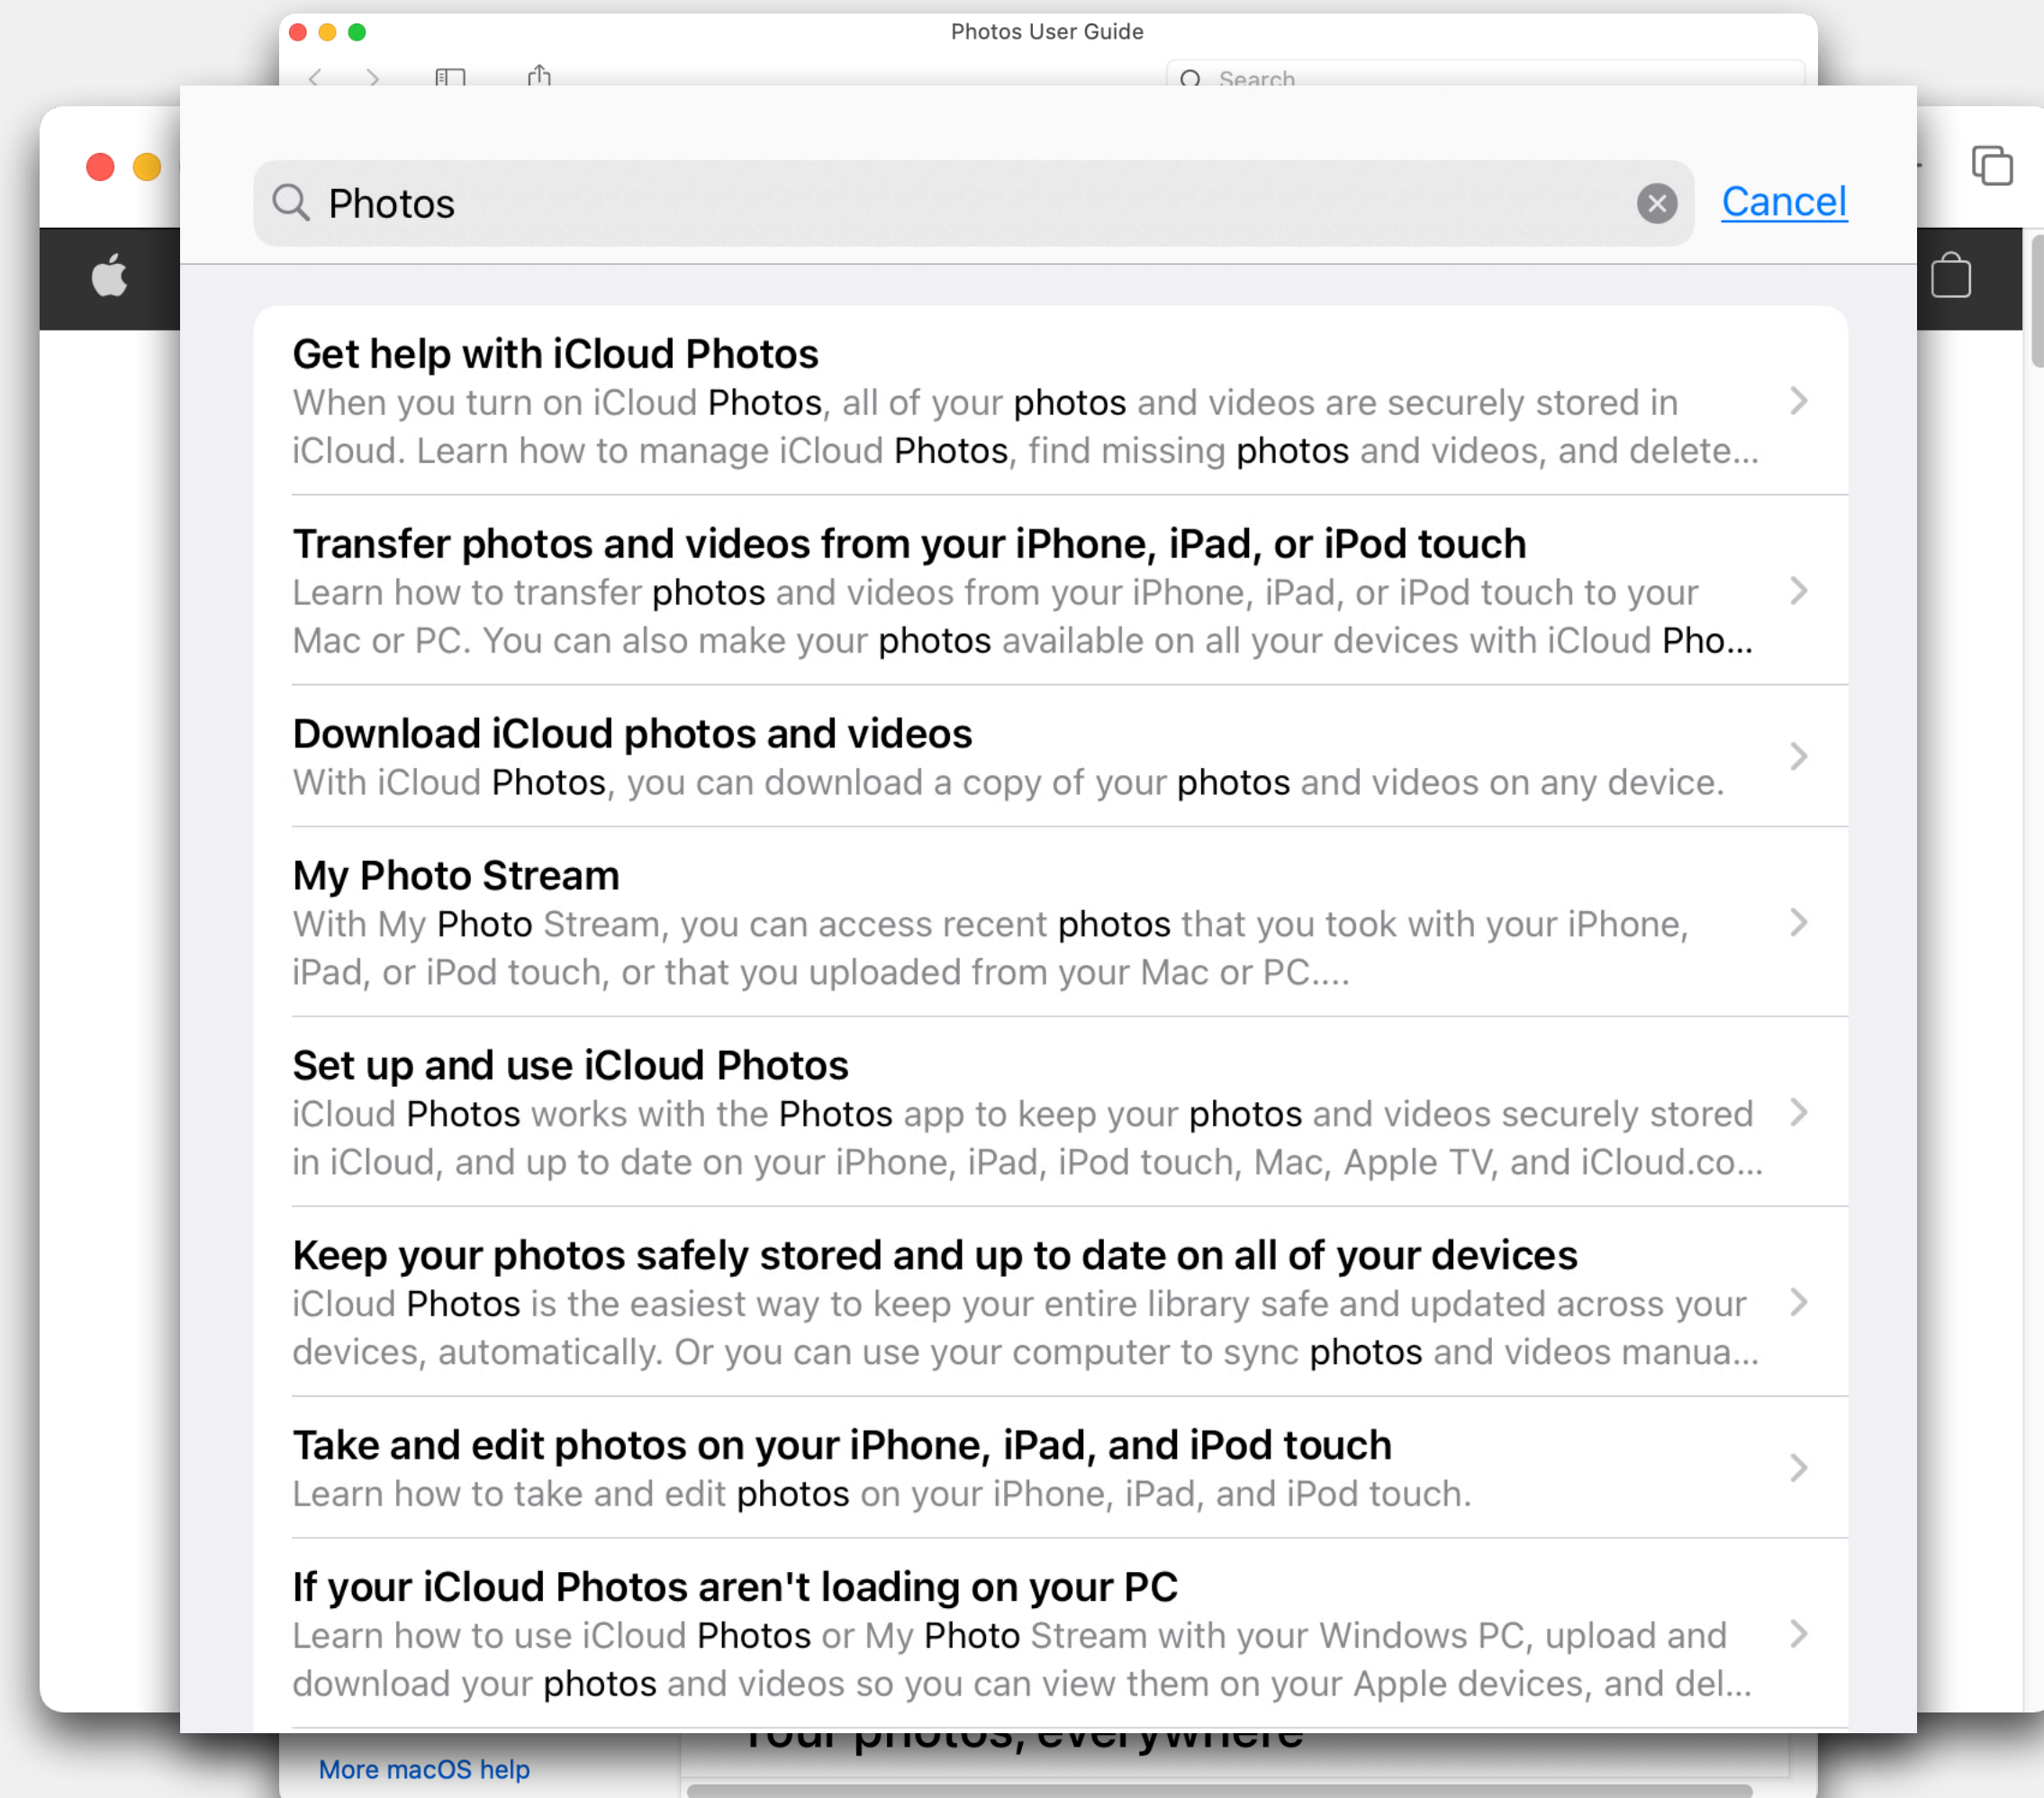 Photos User Guide
Search
Photos
Cancel
Get help with iCloud Photos
When you turn on iCloud Photos, all of your photos and videos are securely stored in
iCloud. Learn how to manage iCloud Photos, find missing photos and videos, and delete...
Transfer photos and videos from your iPhone, iPad, or iPod touch
Learn how to transfer photos and videos from your iPhone, iPad, or iPod touch to your
Mac or PC. You can also make your photos available on all your devices with iCloud Pho...
Download iCloud photos and videos
With iCloud Photos, you can download a copy of your photos and videos on any device.
My Photo Stream
With My Photo Stream, you can access recent photos that you took with your iPhone,
iPad, or iPod touch, or that you uploaded from your Mac or PC....
Set up and use iCloud Photos
iCloud Photos works with the Photos app to keep your photos and videos securely stored
in iCloud, and up to date on your iPhone, iPad, iPod touch, Mac, Apple TV, and iCloud.co...
Keep your photos safely stored and up to date on all of your devices
iCloud Photos is the easiest way to keep your entire library safe and updated across your
devices, automatically. Or you can use your computer to sync photos and videos manua...
Take and edit photos on your iPhone, iPad, and iPod touch
Learn how to take and edit photos on your iPhone, iPad, and iPod touch.
If your iCloud Photos aren't loading on your PC
Learn how to use iCloud Photos or My Photo Stream with your Windows PC, upload and
download your photos and videos so you can view them on your Apple devices, and del...
Your photos, everywhere
More macOS help